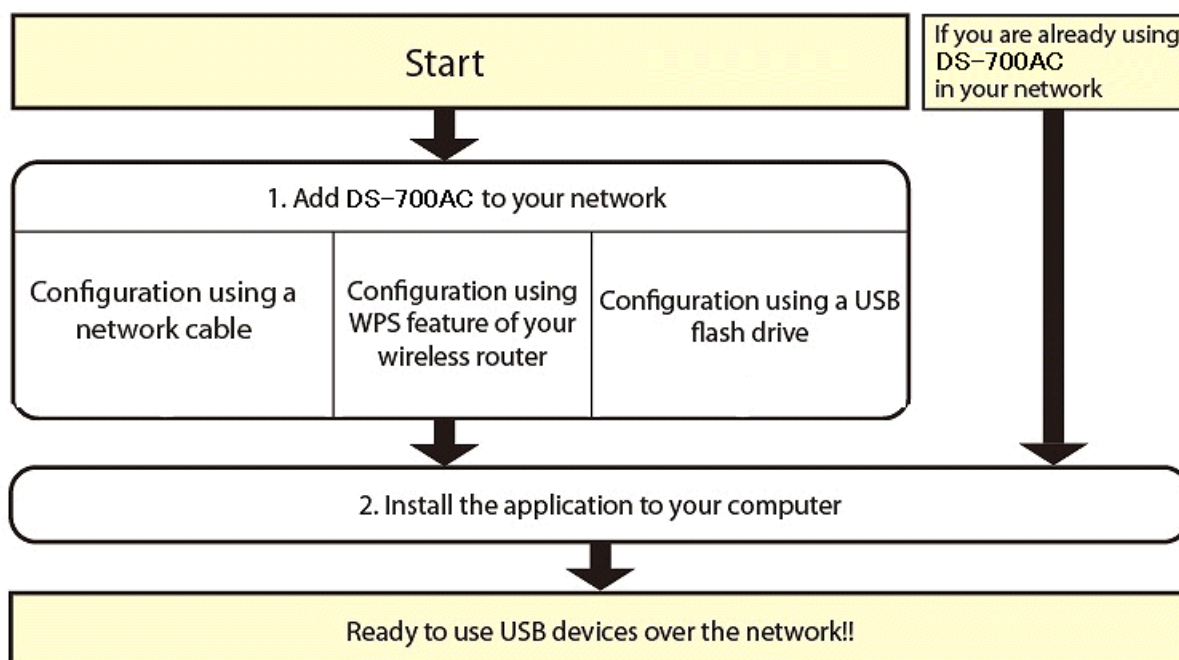 Start
If you are already using
DS-700AC
in your network
1. Add DS-700AC to your network
Configuration using a
network cable
Configuration using
WPS feature of your
wireless router
Configuration using a USB
flash drive
2. Install the application to your computer
Ready to use USB devices over the network!!